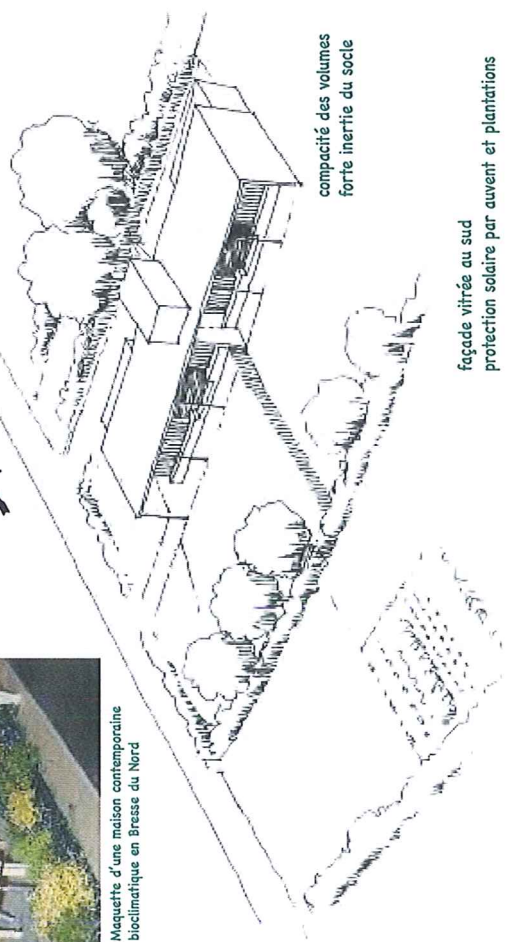 compacité des volumes
forte inertie du socle
façade vitrée au sud
protection solaire par auvent et plantations
Maquette d'une maison contemporaine
bioclimatique en Bresse du Nord